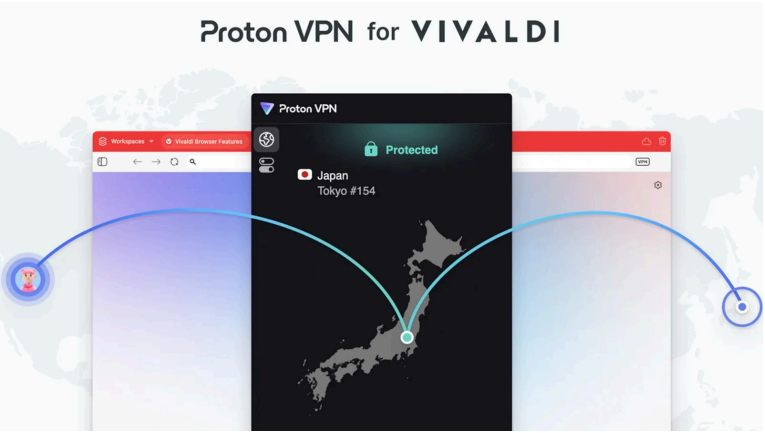 Proton VPN for VIVALDI
Proton VPN
Workspaces
Vivaldi Browser Features
Protected
VPN
Japan
Tokyo #154